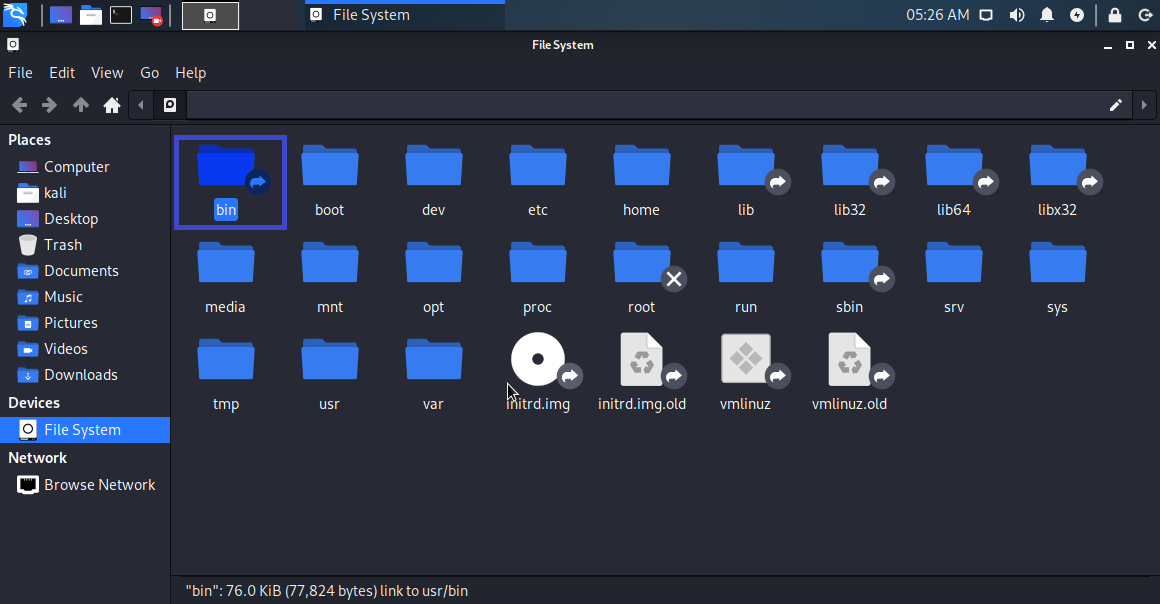 File System 05:26 AM
File System
File Edit View Go Help
Places
Computer
kali
Desktop
Trash
Documents
Music
Pictures
Videos
Downloads
Devices
File System
Network
Browse Network
bin boot dev etc home lib lib32 lib64 libx32
media mnt opt proc root run sbin srv sys
tmp usr var initrd.img initrd.img.old vmlinuz vmlinuz.old
"bin": 76.0 KiB (77,824 bytes) link to usr/bin